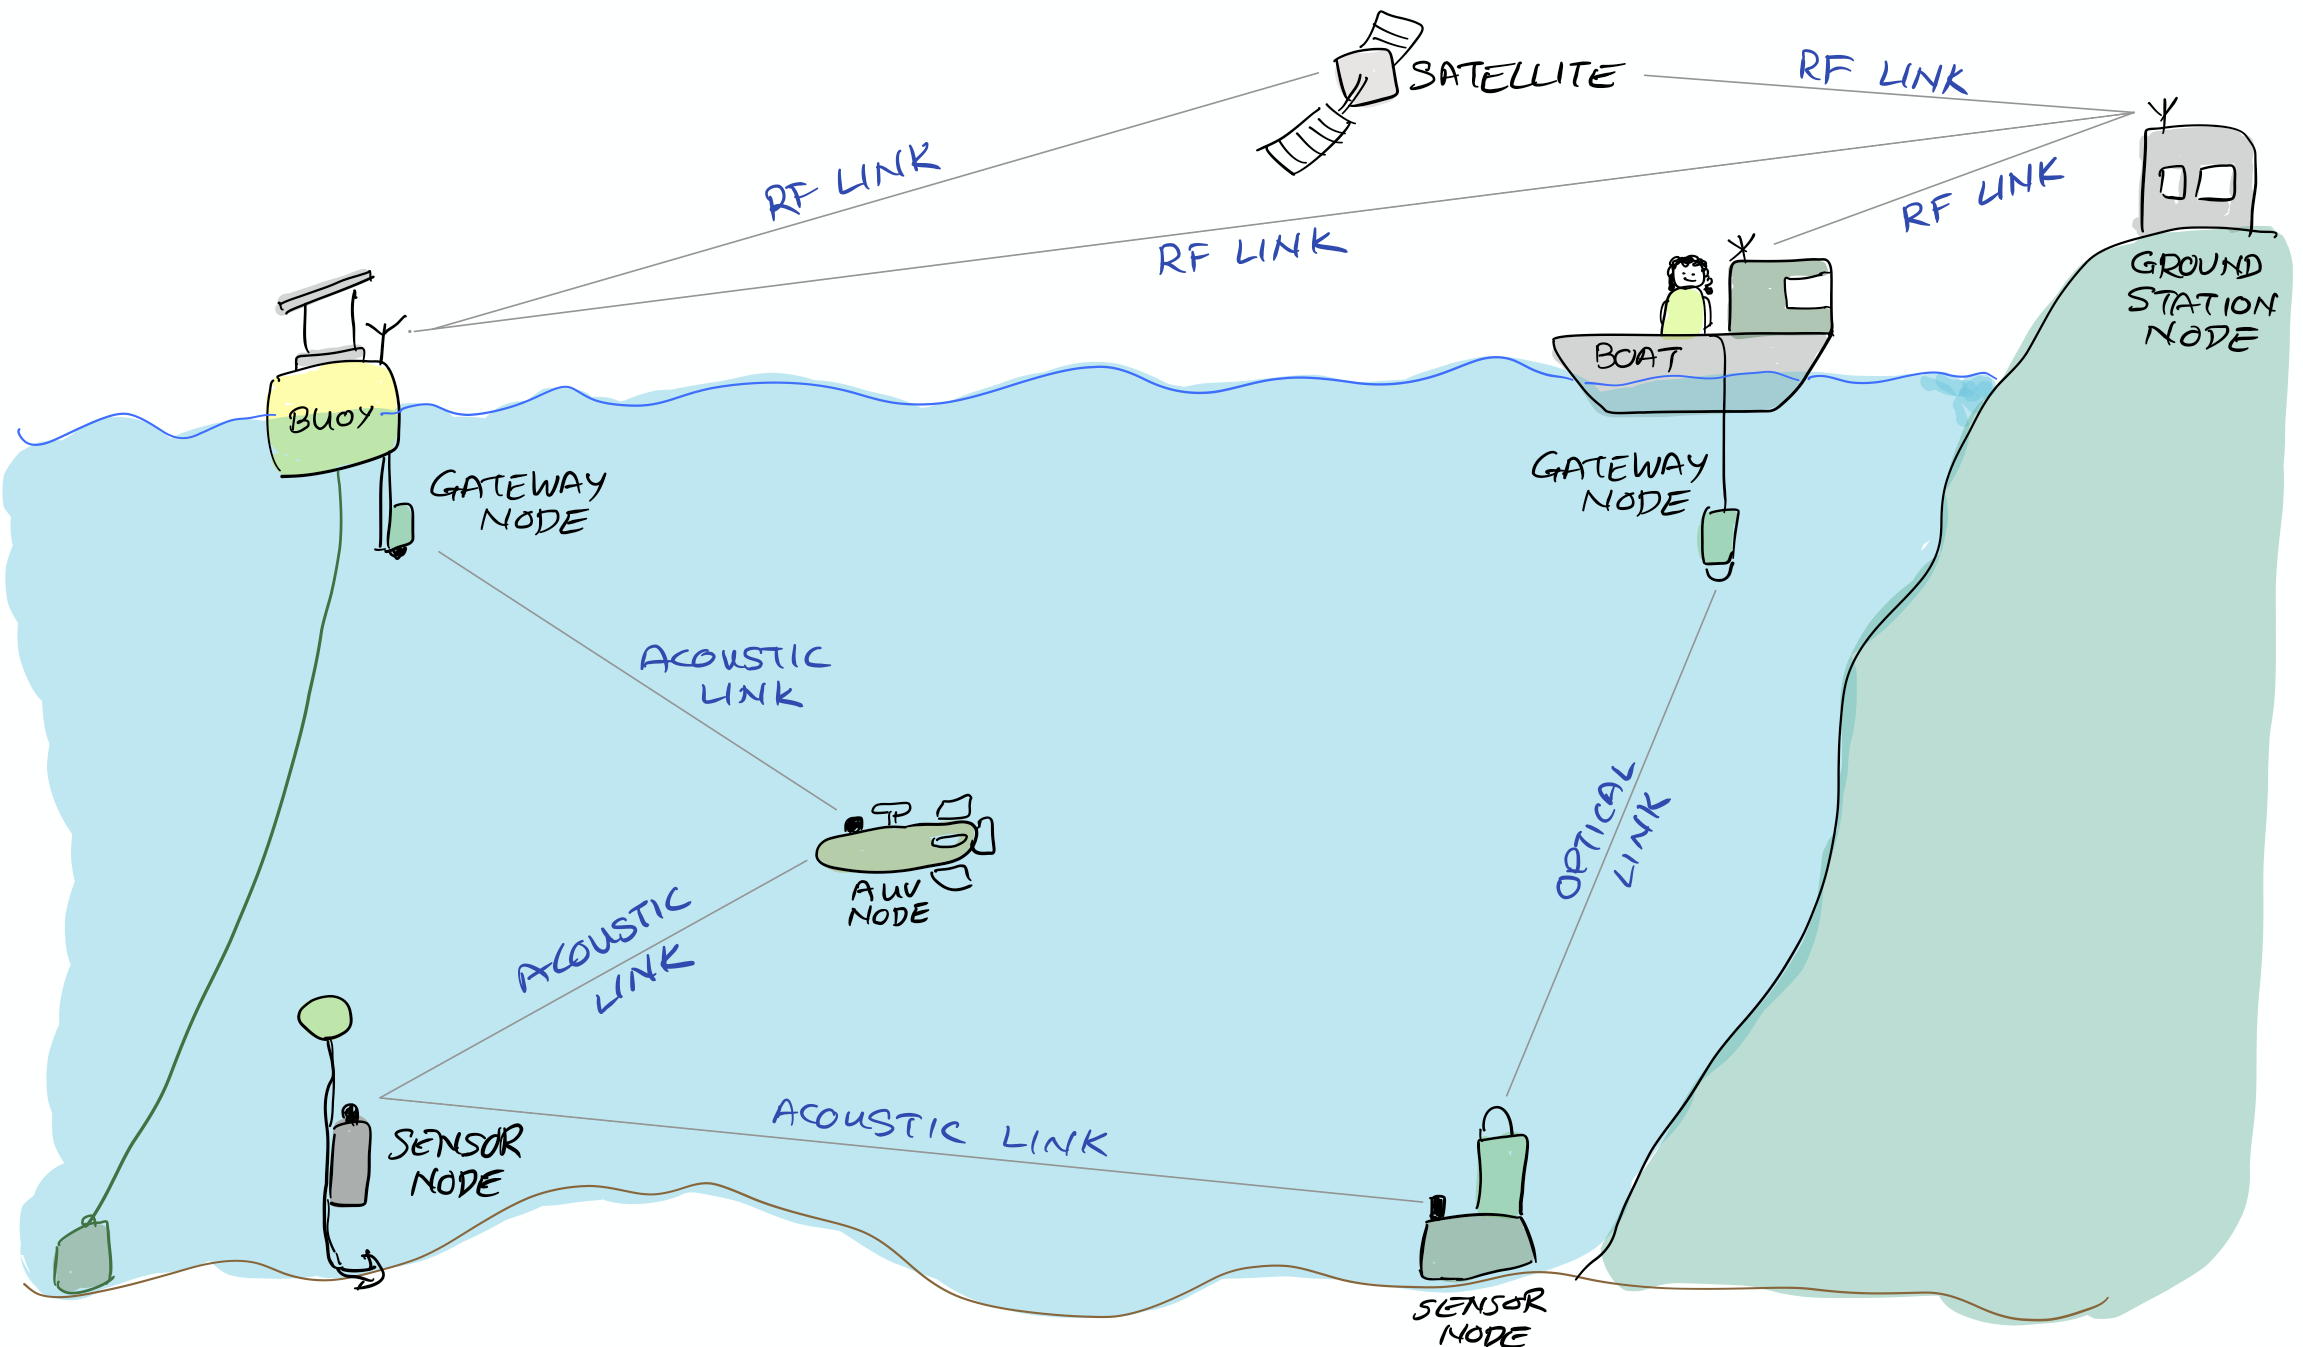 SATELLITE
RF LINK
RF LINK
RF LINK
RF LINK
GROUND
STATION
NODE
BOAT
BUOY
GATEWAY
NODE
GATEWAY
NODE
ACOUSTIC
LINK
OPTICAL
LINK
AUV
NODE
ACOUSTIC
LINK
ACOUSTIC LINK
SENSOR
NODE
SENSOR
NODE